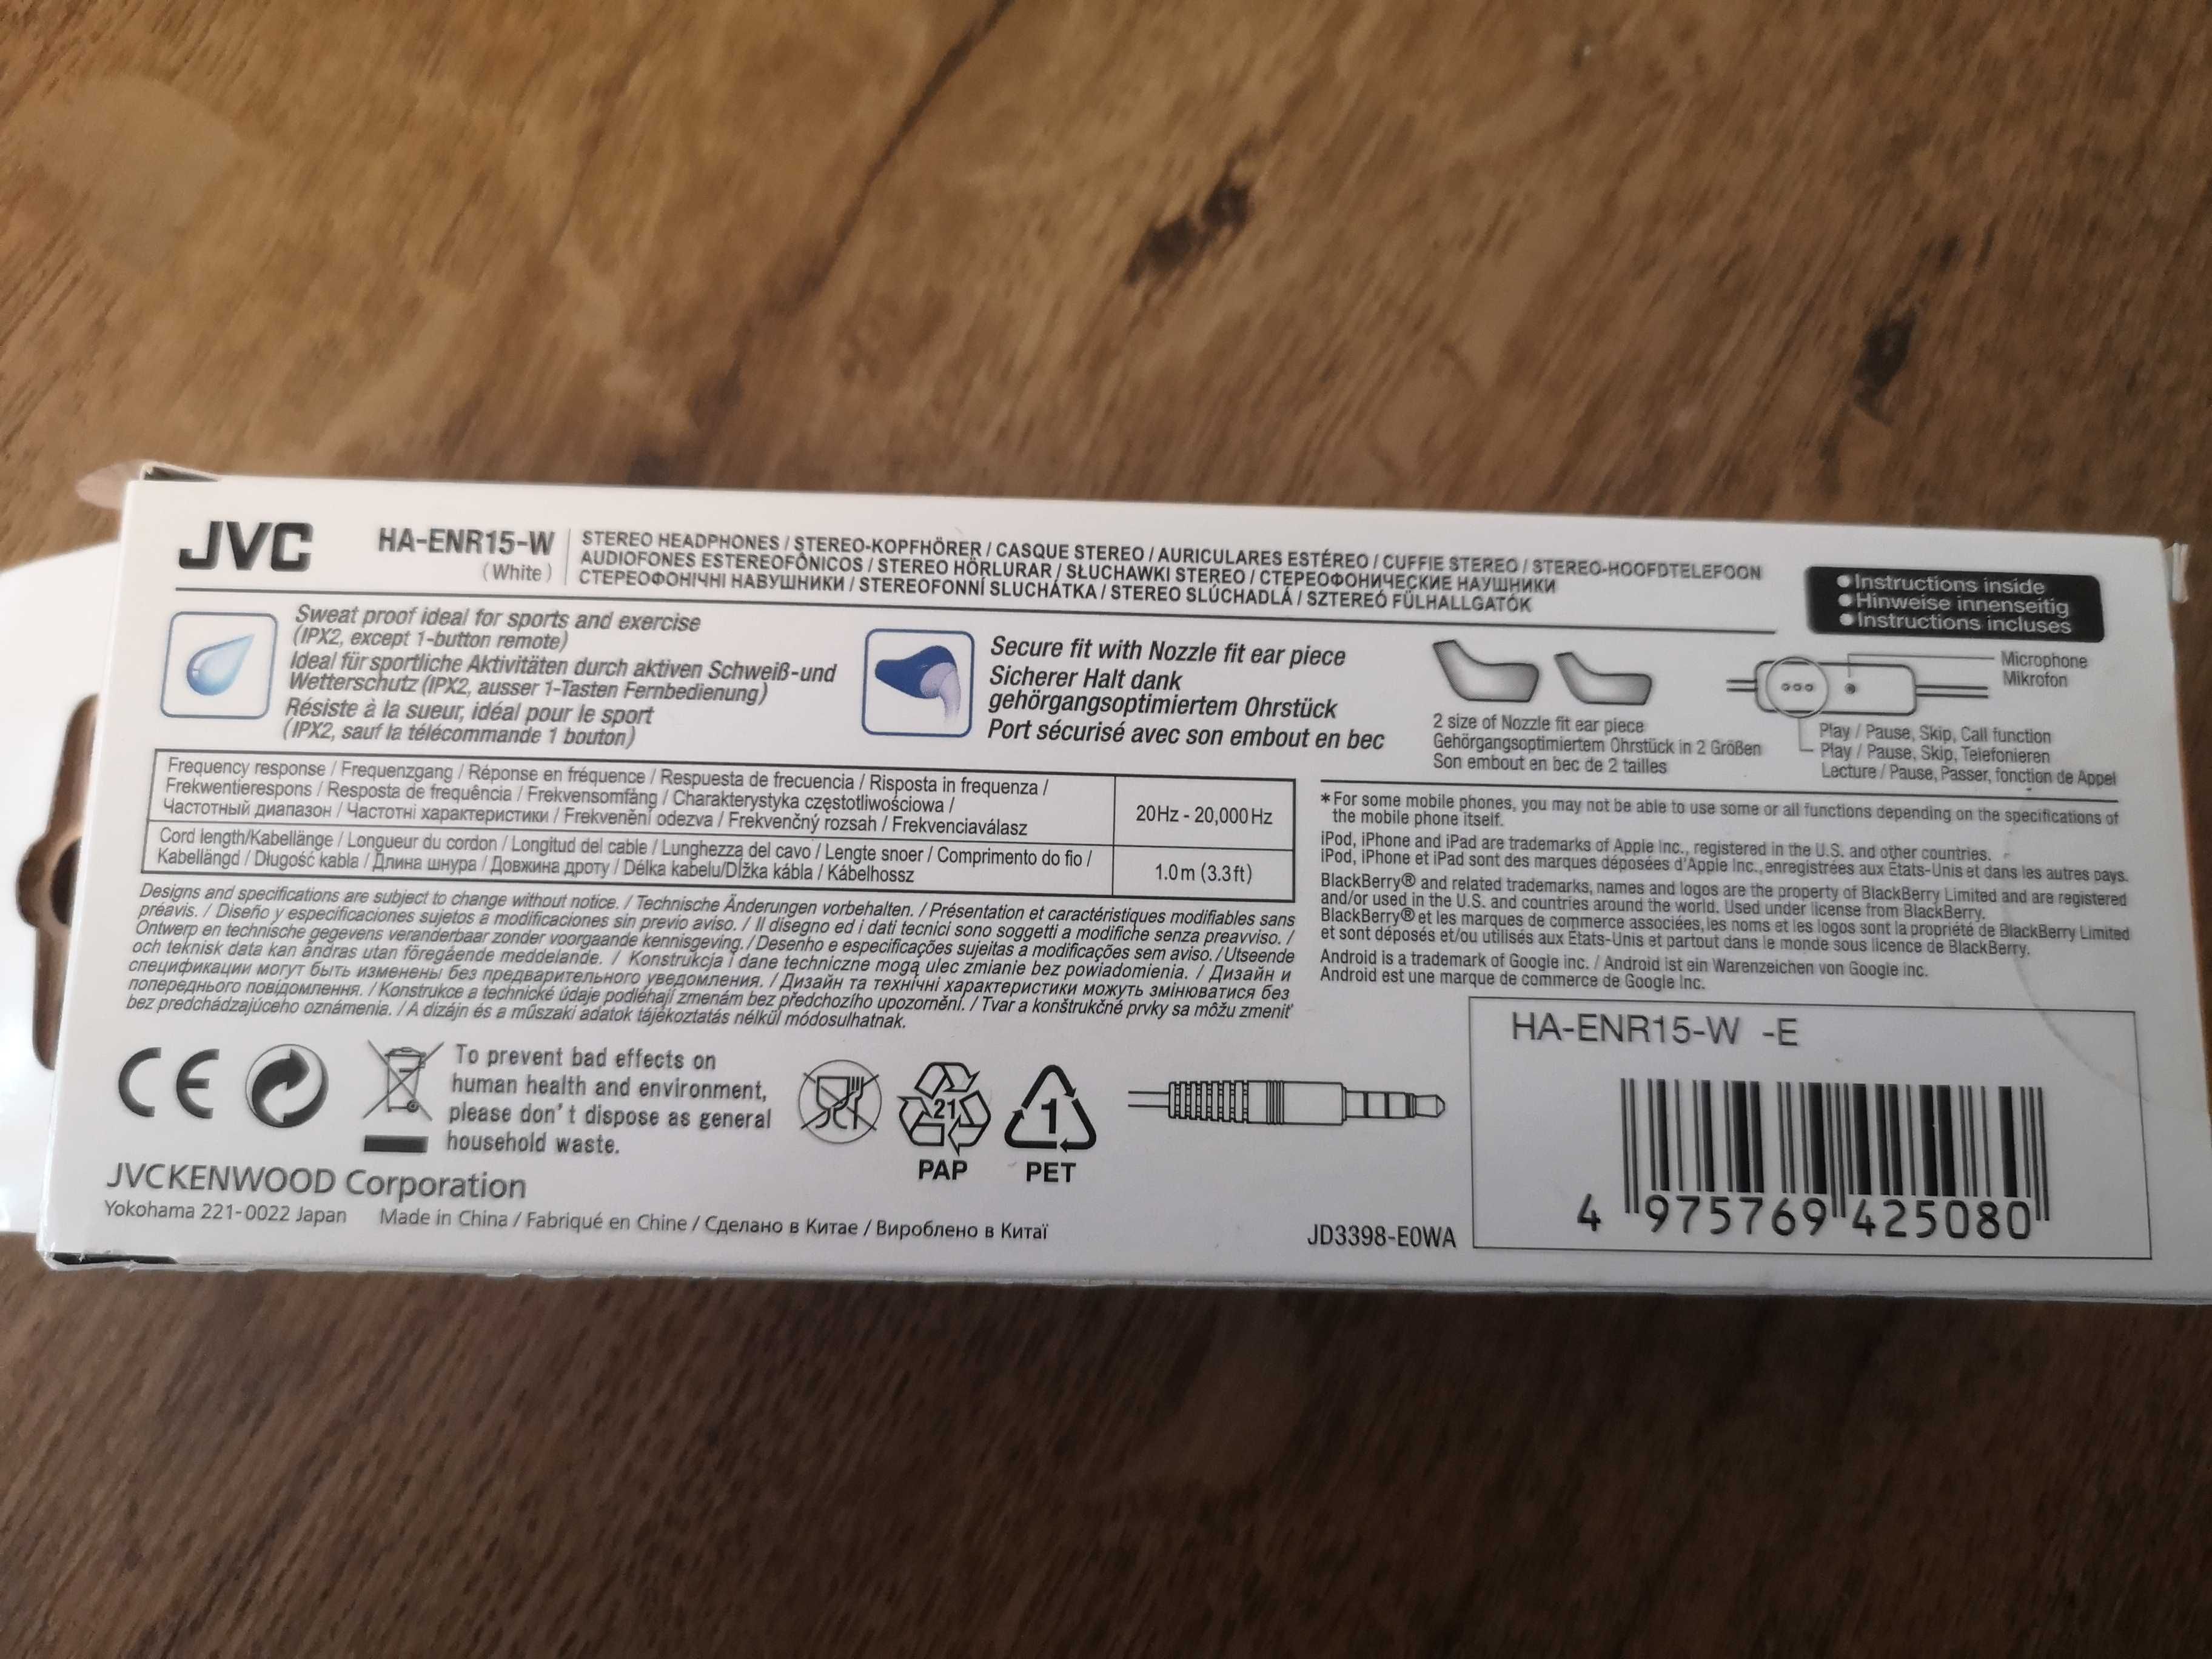 JVC
HA-ENR15-W
(White)
STEREO HEADPHONES / STEREO-KOPFHÖRER / CASQUE STEREO / AURICULARES ESTÉREO / CUFFIE STEREO / STEREO-HOOFDTELEFOON
AUDIOFONES ESTEREOFÔNICOS / STEREO HÖRLURAR / SŁUCHAWKI STEREO / СТЕРЕОФОНИЧЕСКИЕ НАУШНИКИ
СТЕРЕОФОНІЧНІ НАВУШНИКИ / STEREOFONNÍ SLUCHÁTKA / STEREO SLÚCHADLÁ / SZTEREÓ FÜLHALLGATÓK
●Instructions inside
●Hinweise innenseitig
●Instructions incluses
Sweat proof ideal for sports and exercise
(IPX2, except 1-button remote)
Ideal für sportliche Aktivitäten durch aktiven Schweiß-und
Wetterschutz (IPX2, ausser 1-Tasten Fernbedienung)
Résiste à la sueur, idéal pour le sport
(IPX2, sauf la télécommande 1 bouton)
Secure fit with Nozzle fit ear piece
Sicherer Halt dank
gehörgangsoptimiertem Ohrstück
Port sécurisé avec son embout en bec
2 size of Nozzle fit ear piece
Gehörgangsoptimiertem Ohrstück in 2 Größen
Son embout en bec de 2 tailles
Microphone
Mikrofon
Play / Pause, Skip, Call function
Play / Pause, Skip, Telefonieren
Lecture / Pause, Passer, fonction de Appel
Frequency response / Frequenzgang / Réponse en fréquence / Respuesta de frecuencia / Risposta in frequenza /
Frekwentierespons / Resposta de frequência / Frekvensomfång / Charakterystyka częstotliwościowa /
Частотный диапазон / Частотні характеристики / Frekvenění odezva / Frekvenčný rozsah / Frekvenciaválasz
20Hz - 20,000Hz
Cord length/Kabellänge / Longueur du cordon / Longitud del cable / Lunghezza del cavo / Lengte snoer / Comprimento do fio /
Kabellängd / Długość kabla / Длина шнура / Довжина дроту / Délka kabelu/Dĺžka kábla / Kábelhossz
1.0m (3.3ft)
Designs and specifications are subject to change without notice. / Technische Änderungen vorbehalten. / Présentation et caractéristiques modifiables sans
préavis. / Diseño y especificaciones sujetos a modificaciones sin previo aviso. / Il disegno ed i dati tecnici sono soggetti a modifiche senza preavviso. /
Ontwerp en technische gegevens veranderbaar zonder voorgaande kennisgeving. / Desenho e especificações sujeitas a modificações sem aviso. / Utseende
och teknisk data kan ändras utan föregående meddelande. / Konstrukcja i dane techniczne mogą ulec zmianie bez powiadomienia. / Дизайн и
спецификации могут быть изменены без предварительного уведомления. / Дизайн та технічні характеристики можуть змінюватися без
попереднього повідомлення. / Konstrukce a technické údaje podléhají zmenám bez předchozího upozornění. / Tvar a konštrukčné prvky sa môžu zmeniť
bez predchádzajúceho oznámenia. / A dizájn és a műszaki adatok tájékoztatás nélkül módosulhatnak.
*For some mobile phones, you may not be able to use some or all functions depending on the specifications of
the mobile phone itself.
iPod, iPhone and iPad are trademarks of Apple Inc., registered in the U.S. and other countries.
iPod, iPhone et iPad sont des marques déposées d'Apple Inc., enregistrées aux États-Unis et dans les autres pays.
BlackBerry® and related trademarks, names and logos are the property of BlackBerry Limited and are registered
and/or used in the U.S. and countries around the world. Used under license from BlackBerry.
BlackBerry® et les marques de commerce associées, les noms et les logos sont la propriété de BlackBerry Limited
et sont déposés et/ou utilisés aux États-Unis et partout dans le monde sous licence de BlackBerry.
Android is a trademark of Google inc. / Android ist ein Warenzeichen von Google inc.
Android est une marque de commerce de Google Inc.
CE
To prevent bad effects on
human health and environment,
please don't dispose as general
household waste.
21
PAP
1
PET
JVCKENWOOD Corporation
Yokohama 221-0022 Japan
Made in China / Fabriqué en Chine / Сделано в Китае / Вироблено в Китаї
JD3398-E0WA
HA-ENR15-W -E
4 975769 425080